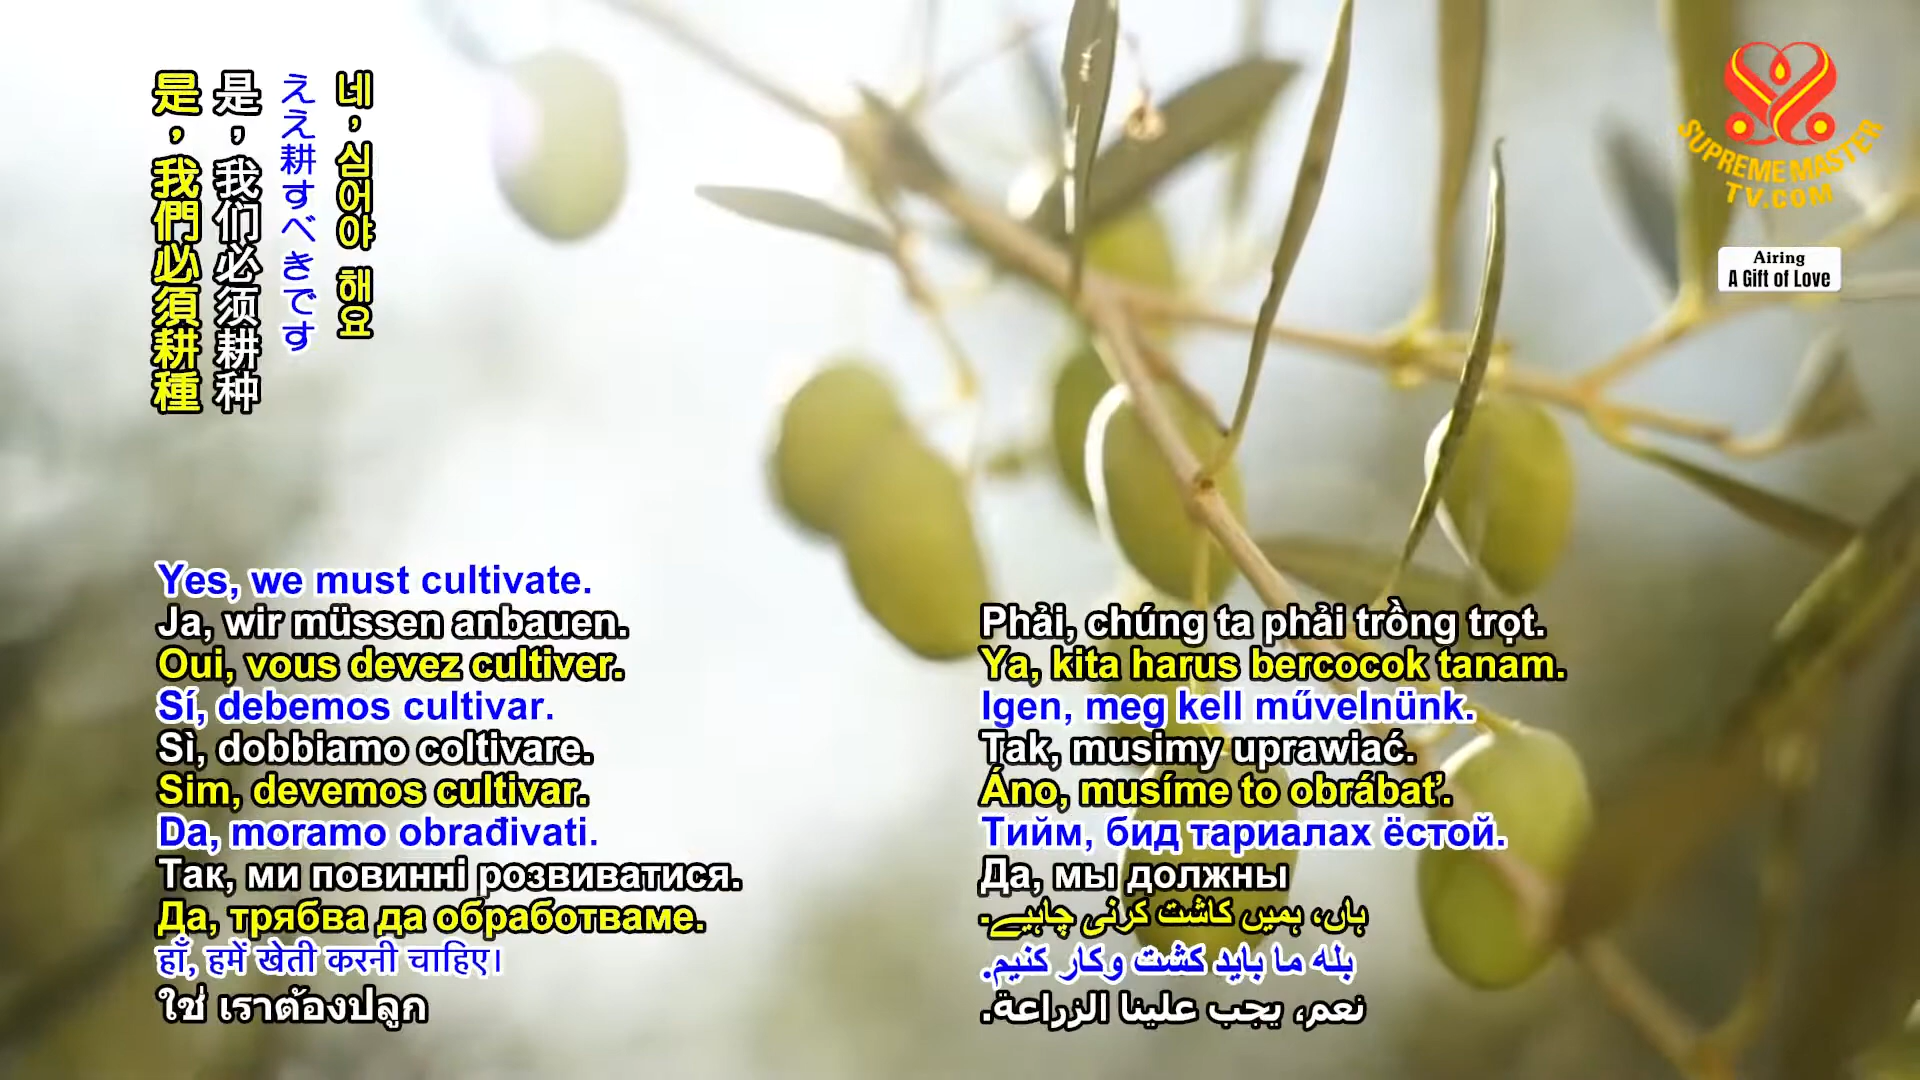 是，我們必須耕種
是，我们必须耕种
ええ耕すべきです
네, 심어야 해요
SUPREMEMASTER
TV.COM
Airing
A Gift of Love
Yes, we must cultivate.
Ja, wir müssen anbauen.
Oui, vous devez cultiver.
Sí, debemos cultivar.
Sì, dobbiamo coltivare.
Sim, devemos cultivar.
Da, moramo obrađivati.
Так, ми повинні розвиватися.
Да, трябва да обработваме.
हाँ, हमें खेती करनी चाहिए।
ใช่ เราต้องปลูก
Phải, chúng ta phải trồng trọt.
Ya, kita harus bercocok tanam.
Igen, meg kell művelnünk.
Tak, musimy uprawiać.
Áno, musíme to obrábať.
Тийм, бид тариалах ёстой.
Да, мы должны
ہاں، ہمیں کاشت کرنی چاہیے۔
بله ما باید کشت وکار کنیم.
نعم، يجب علينا الزراعة.